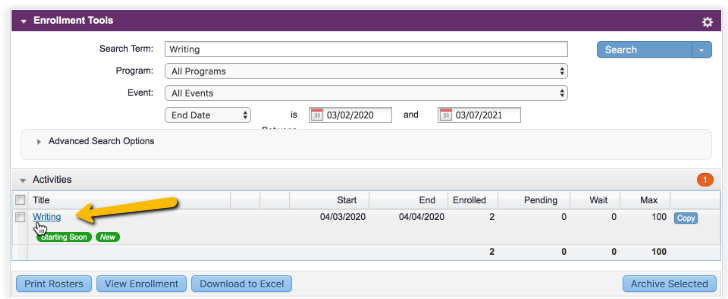 Enrollment Tools
Search Term: Writing Search
Program: All Programs
Event: All Events
End Date is 31 03/02/2020 and 31 03/07/2021
Between
Advanced Search Options
Activities 1
Title Start End Enrolled Pending Wait Max
Writing 04/03/2020 04/04/2020 2 0 0 100 Copy
Starting Soon New
2 0 0 100
Print Rosters View Enrollment Download to Excel Archive Selected